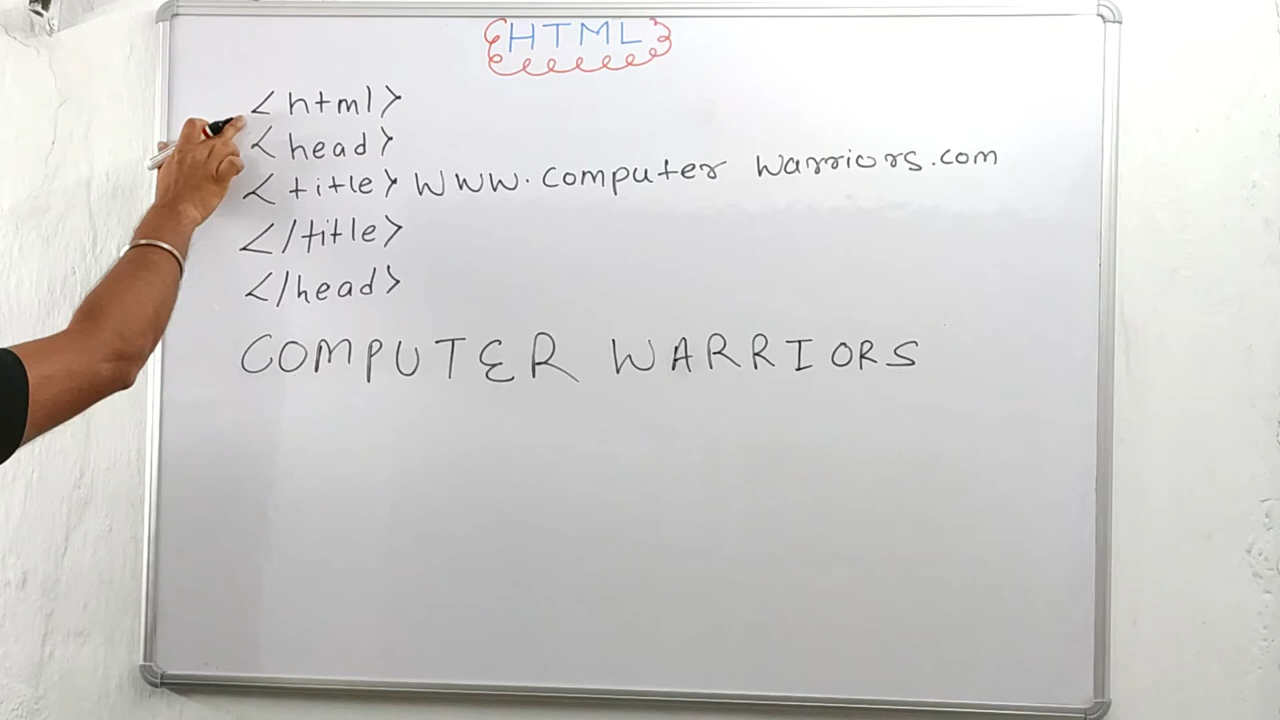 HTML
<html>
<head>
<title> www.computer warriors.com
</title>
</head>
COMPUTER WARRIORS